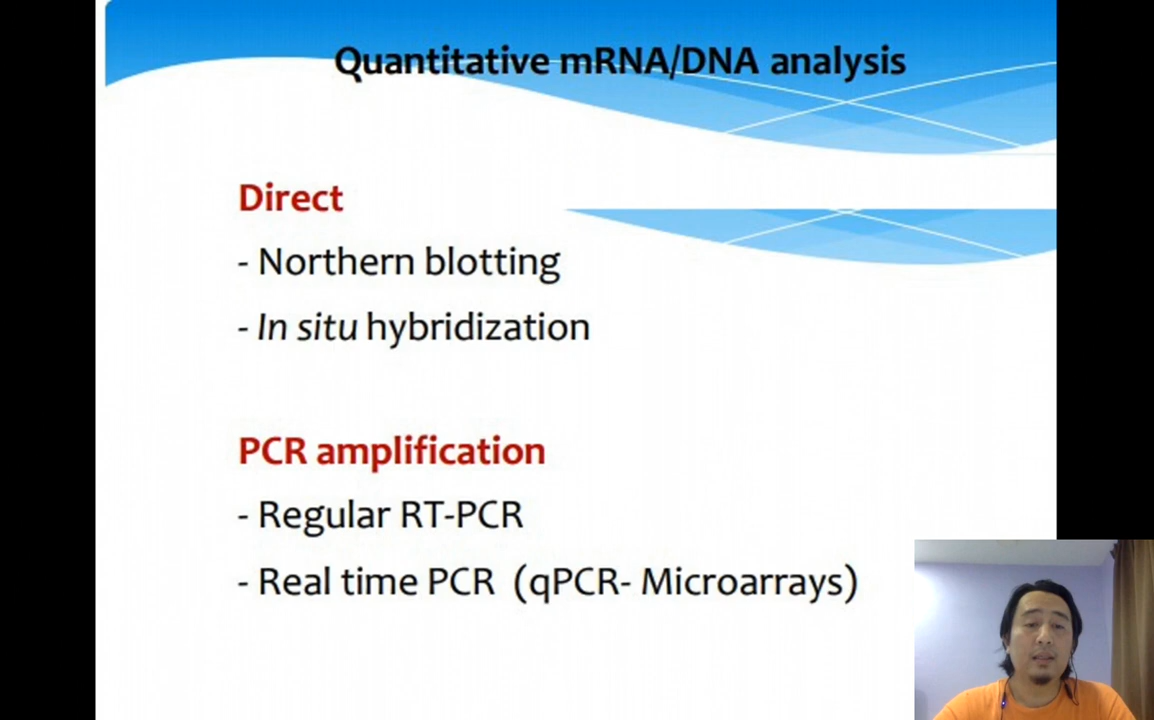 Quantitative mRNA/DNA analysis
Direct
- Northern blotting
- In situ hybridization
PCR amplification
- Regular RT-PCR
- Real time PCR (qPCR- Microarrays)